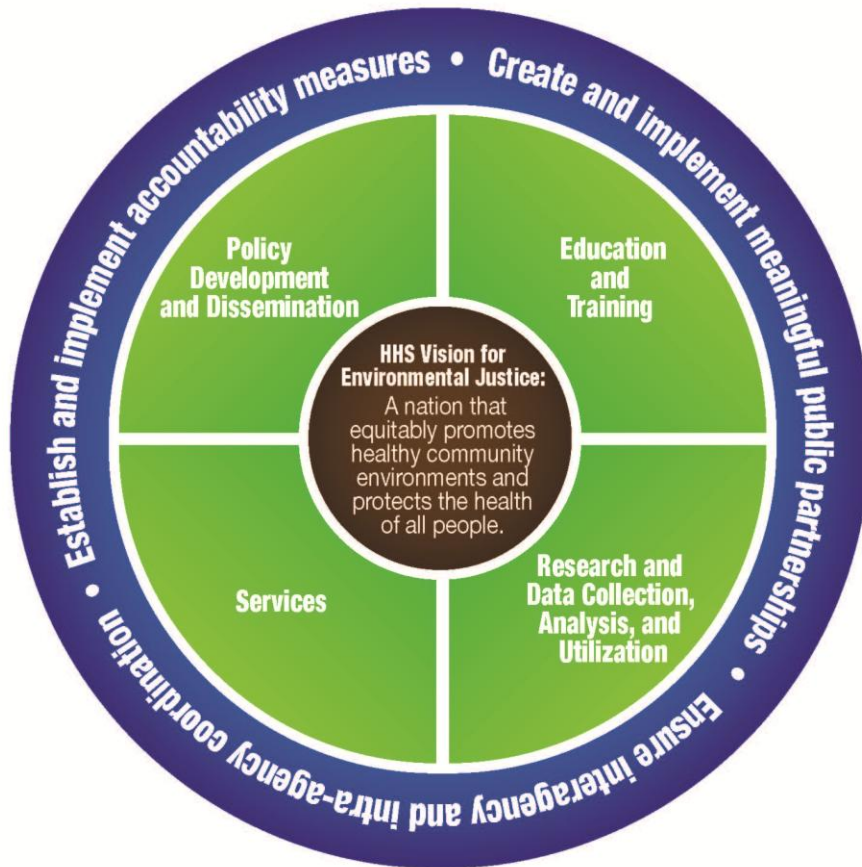 Establish and implement accountability measures • Create and implement meaningful public partnerships • Ensure interagency and intra-agency coordination •
Policy
Development
and Dissemination
Education
and
Training
HHS Vision for
Environmental Justice:
A nation that
equitably promotes
healthy community
environments and
protects the health
of all people.
Services
Research and
Data Collection,
Analysis, and
Utilization